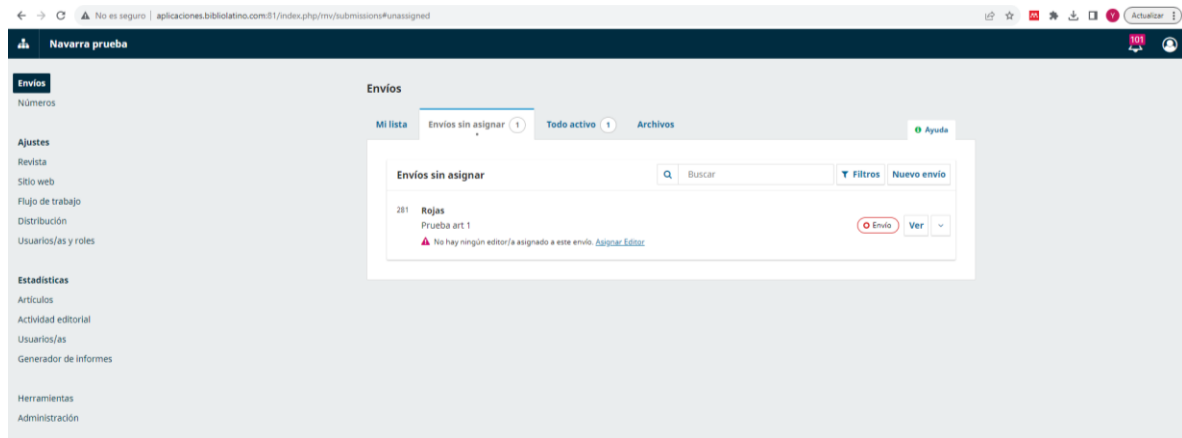 No es seguro | aplicaciones.bibliolatino.com:81/index.php/rnv/submissions#unassigned
Y
Actualizar
Navarra prueba
101
Envíos
Números
Ajustes
Revista
Sitio web
Flujo de trabajo
Distribución
Usuarios/as y roles
Estadísticas
Artículos
Actividad editorial
Usuarios/as
Generador de informes
Herramientas
Administración
Envíos
Mi lista Envíos sin asignar 1 Todo activo 1 Archivos
Ayuda
Envíos sin asignar Buscar Filtros Nuevo envío
281 Rojas
Prueba art 1
Envío Ver
No hay ningún editor/a asignado a este envío. Asignar Editor